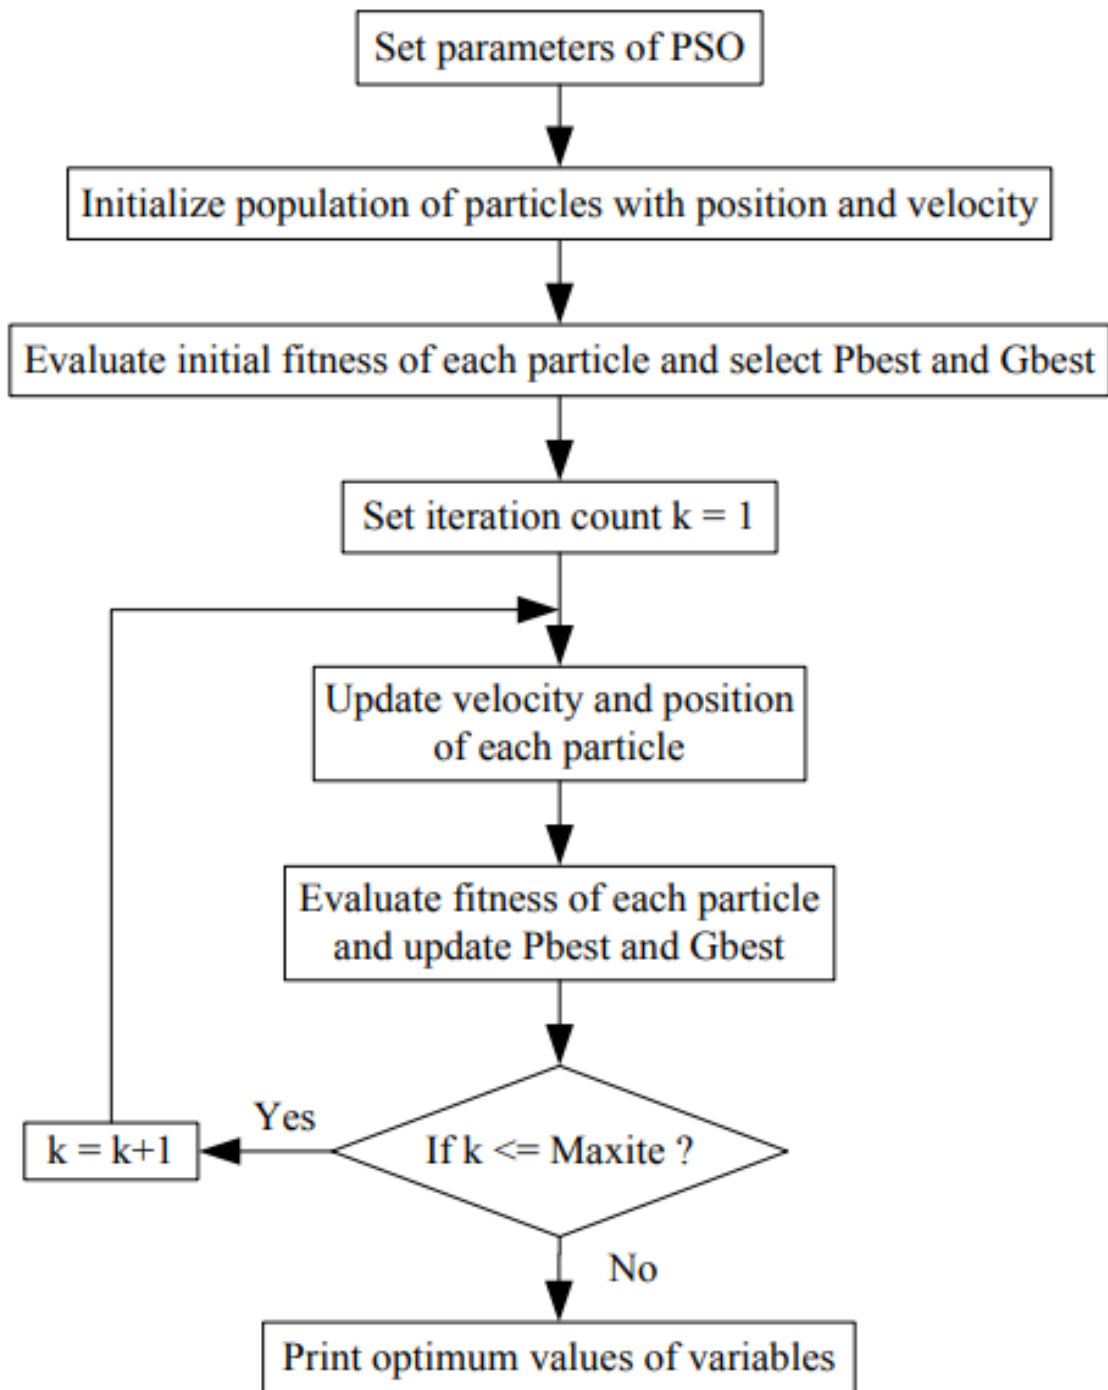 Set parameters of PSO
Initialize population of particles with position and velocity
Evaluate initial fitness of each particle and select Pbest and Gbest
Set iteration count k = 1
Update velocity and position
of each particle
Evaluate fitness of each particle
and update Pbest and Gbest
If k <= Maxite ?
Yes
k = k+1
No
Print optimum values of variables